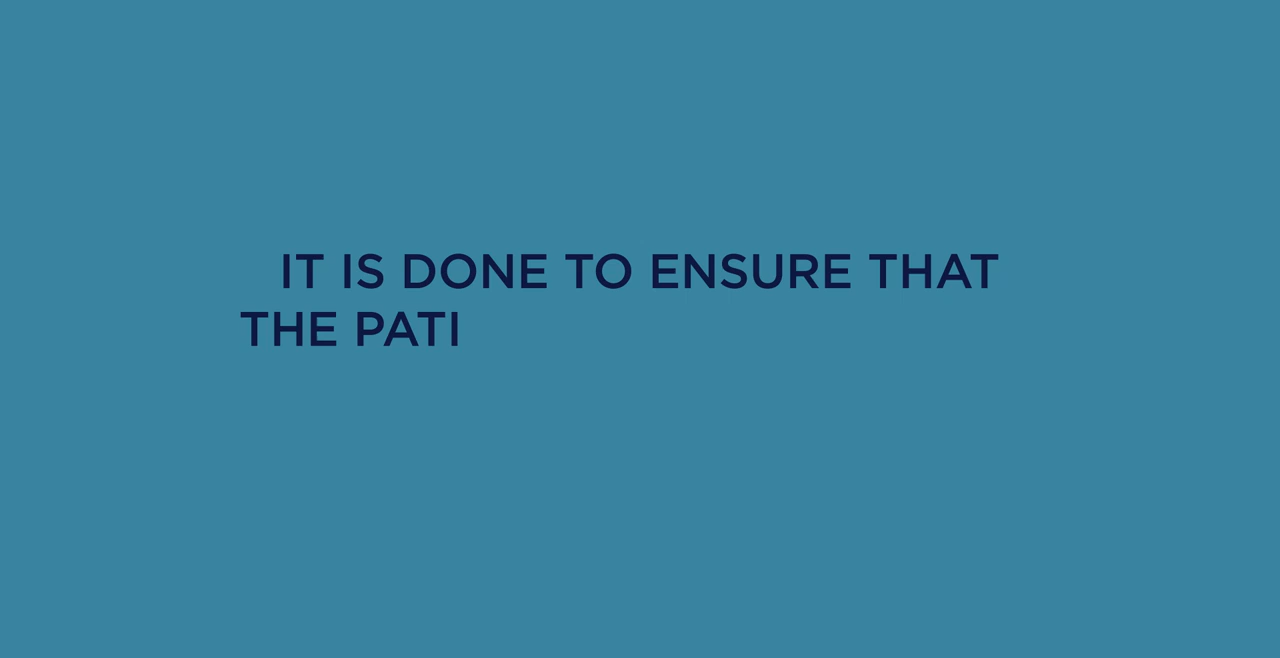 IT IS DONE TO ENSURE THAT
THE PATI